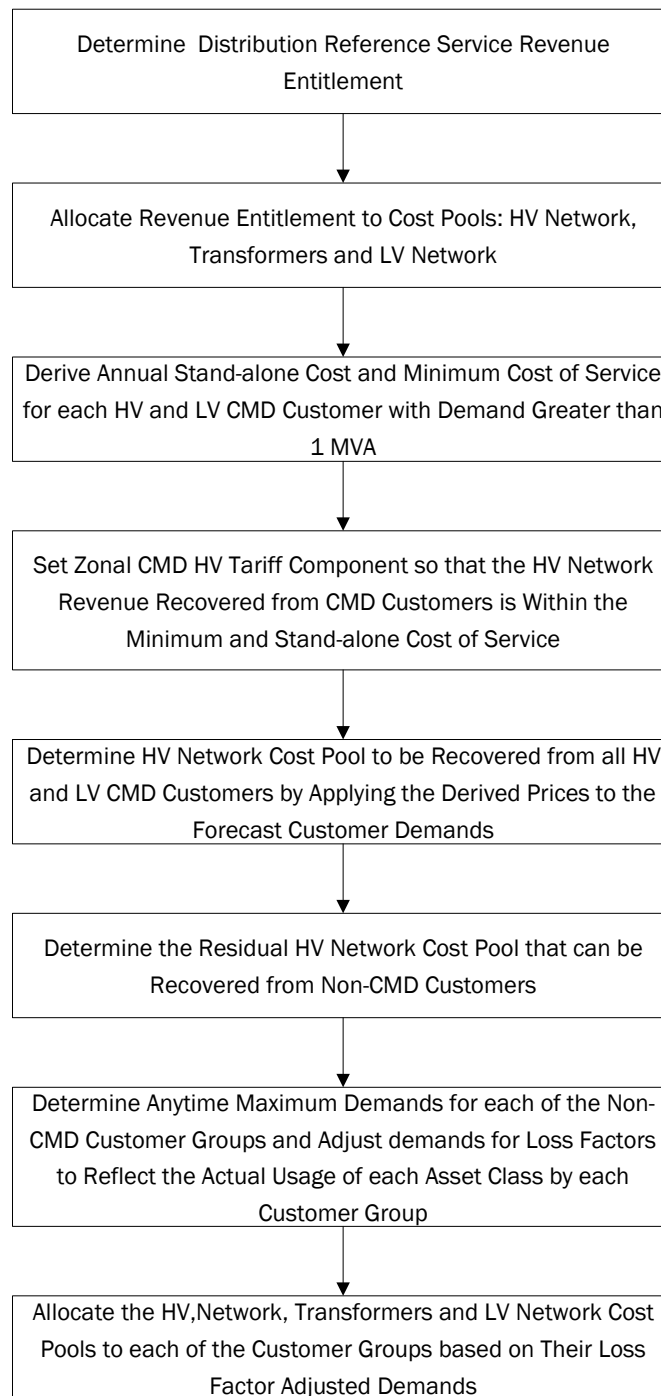 Determine  Distribution Reference Service Revenue
Entitlement
Allocate Revenue Entitlement to Cost Pools: HV Network,
Transformers and LV Network
Derive Annual Stand-alone Cost and Minimum Cost of Service
for each HV and LV CMD Customer with Demand Greater than
1 MVA
Set Zonal CMD HV Tariff Component so that the HV Network
Revenue Recovered from CMD Customers is Within the
Minimum and Stand-alone Cost of Service
Determine HV Network Cost Pool to be Recovered from all HV
and LV CMD Customers by Applying the Derived Prices to the
Forecast Customer Demands
Determine the Residual HV Network Cost Pool that can be
Recovered from Non-CMD Customers
Determine Anytime Maximum Demands for each of the Non-
CMD Customer Groups and Adjust demands for Loss Factors
to Reflect the Actual Usage of each Asset Class by each
Customer Group
Allocate the HV,Network, Transformers and LV Network Cost
Pools to each of the Customer Groups based on Their Loss
Factor Adjusted Demands